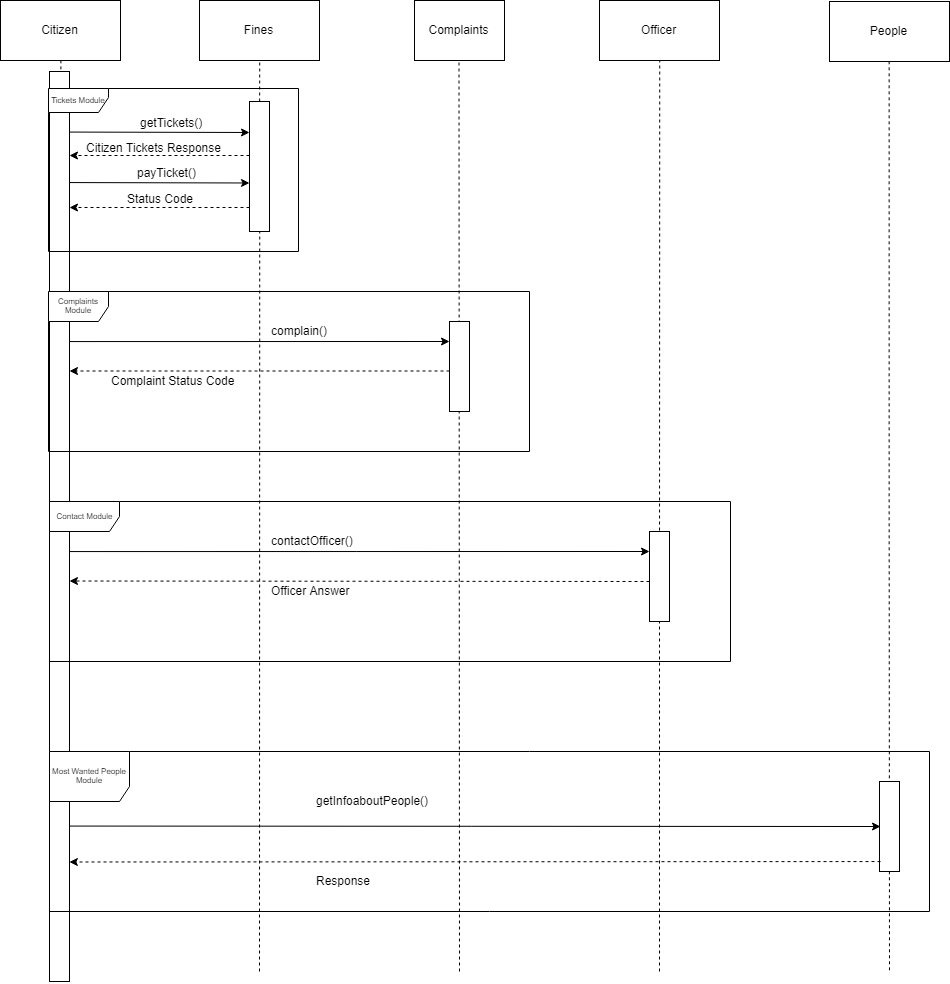 Citizen
Fines
Complaints
Officer
People
Tickets Module
getTickets()
Citizen Tickets Response
payTicket()
Status Code
Complaints
Module
complain()
Complaint Status Code
Contact Module
contactOfficer()
Officer Answer
Most Wanted People
Module
getInfoaboutPeople()
Response